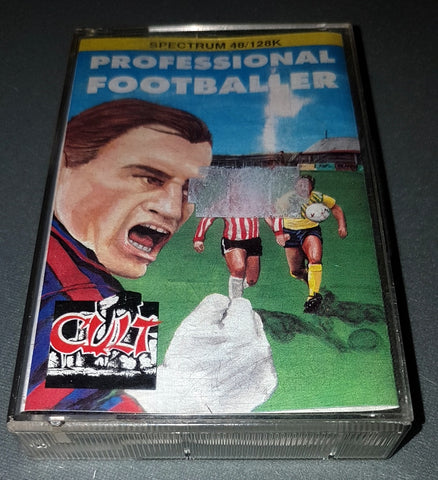 SPECTRUM 48/128K
PROFESSIONAL
FOOTBALLER
CULT